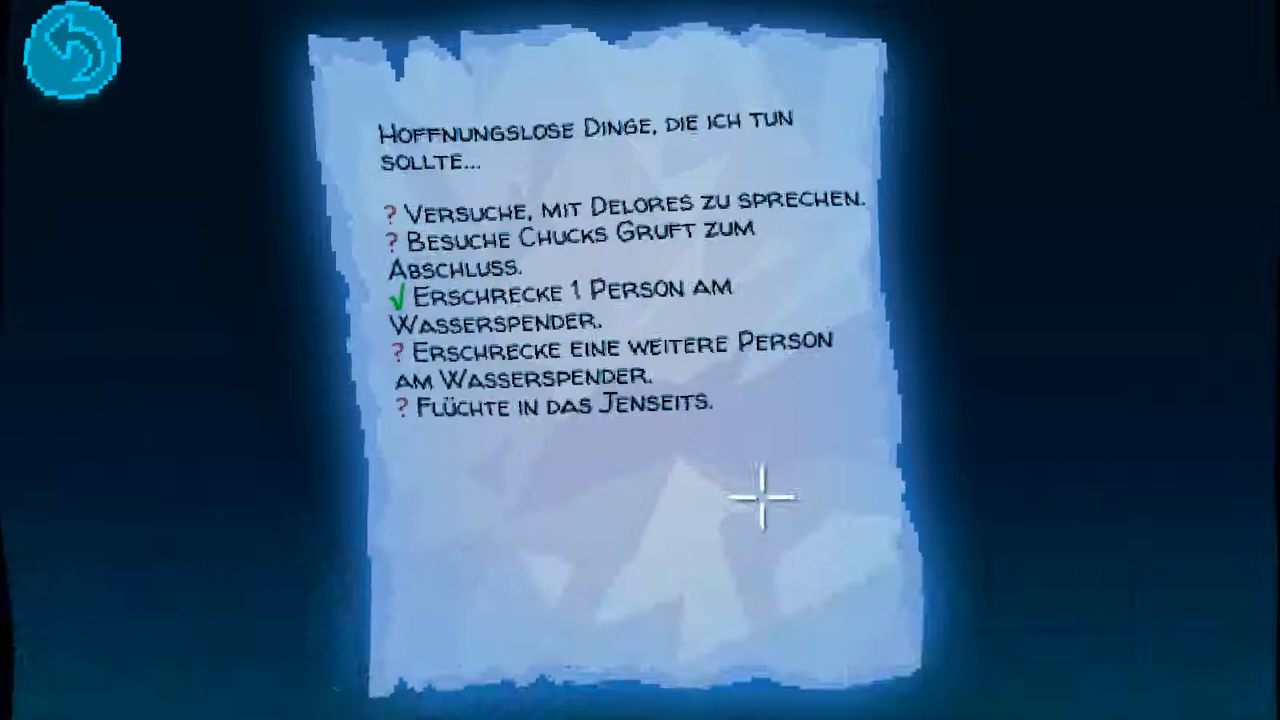 Hoffnungslose Dinge, die ich tun
sollte...
? Versuche, mit Delores zu sprechen.
? Besuche Chucks Gruft zum
Abschluss.
√ Erschrecke 1 Person am
Wasserspender.
? Erschrecke eine weitere Person
am Wasserspender.
? Flüchte in das Jenseits.